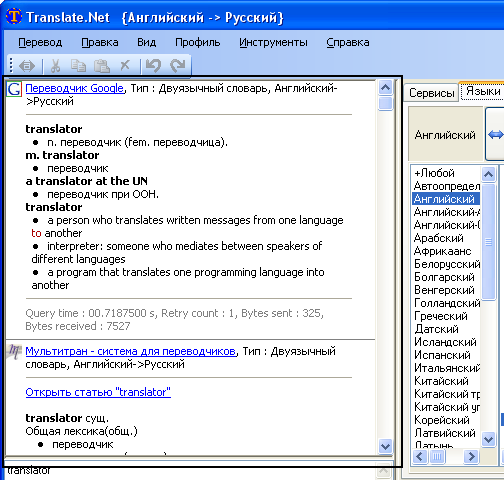 Translate.Net {Английский -> Русский}
Перевод Правка Вид Профиль Инструменты Справка
Переводчик Google, Тип : Двуязычный словарь, Английский-
>Русский
translator
n. переводчик (fem. переводчица).
m. translator
переводчик
a translator at the UN
переводчик при ООН.
translator
a person who translates written messages from one language
to another
interpreter: someone who mediates between speakers of
different languages
a program that translates one programming language into
another
Query time : 00.7187500 s, Retry count : 1, Bytes sent : 325,
Bytes received : 7527
Мультитран - система для переводчиков, Тип : Двуязычный
словарь, Английский->Русский
Открыть статью "translator"
translator сущ.
Общая лексика(общ.)
переводчик
translator
Сервисы Языки
Английский
+Любой
Автоопредел
Английский
Английский-А
Английский-
Арабский
Африкаанс
Белорусский
Болгарский
Венгерский
Голландский
Греческий
Датский
Исландский
Испанский
Итальянский
Китайский
Китайский тр
Китайский уп
Корейский
Латвийский
Латынь